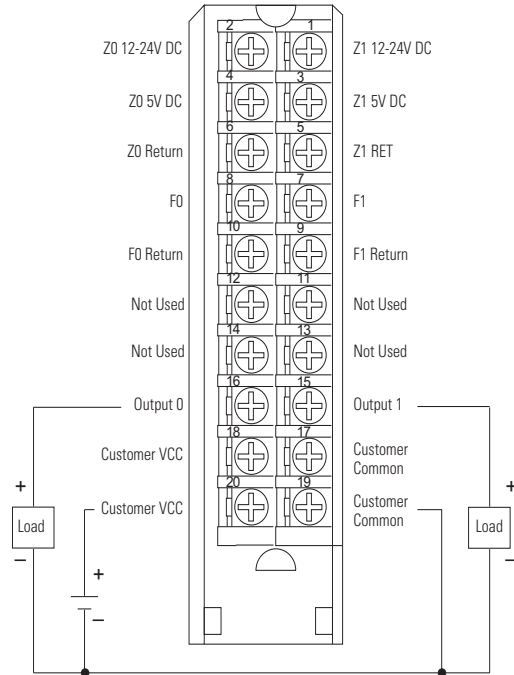 2 1
Z0 12-24V DC Z1 12-24V DC
4 3
Z0 5V DC Z1 5V DC
6 5
Z0 Return Z1 RET
8 7
F0 F1
10 9
F0 Return F1 Return
12 11
Not Used Not Used
14 13
Not Used Not Used
16 15
Output 0 Output 1
18 17
Customer VCC Customer
Common
20 19
Customer VCC Customer
Common
+ +
Load Load
– –
+
–